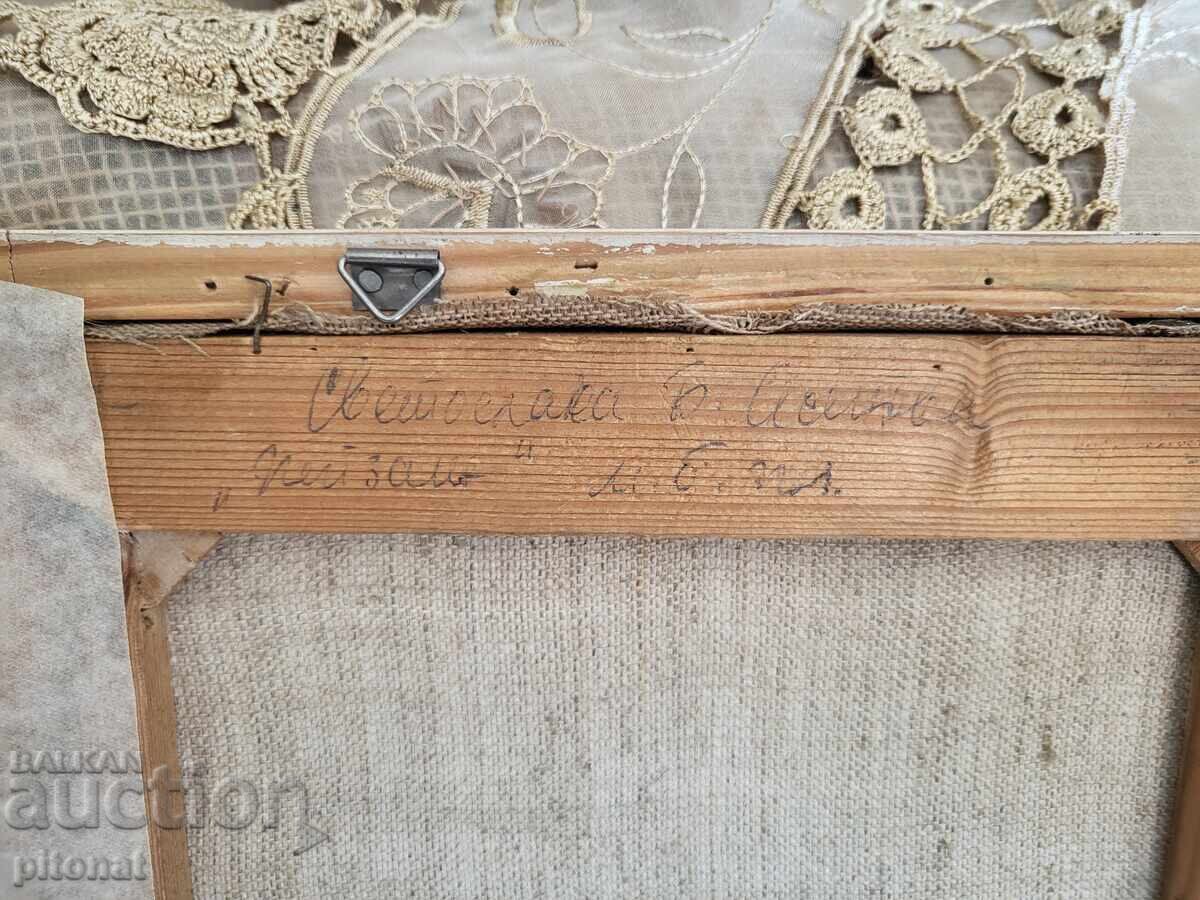 Светослава Б.
„Пейзаж" м.б. пл.
BALKAN
auction
pitonat